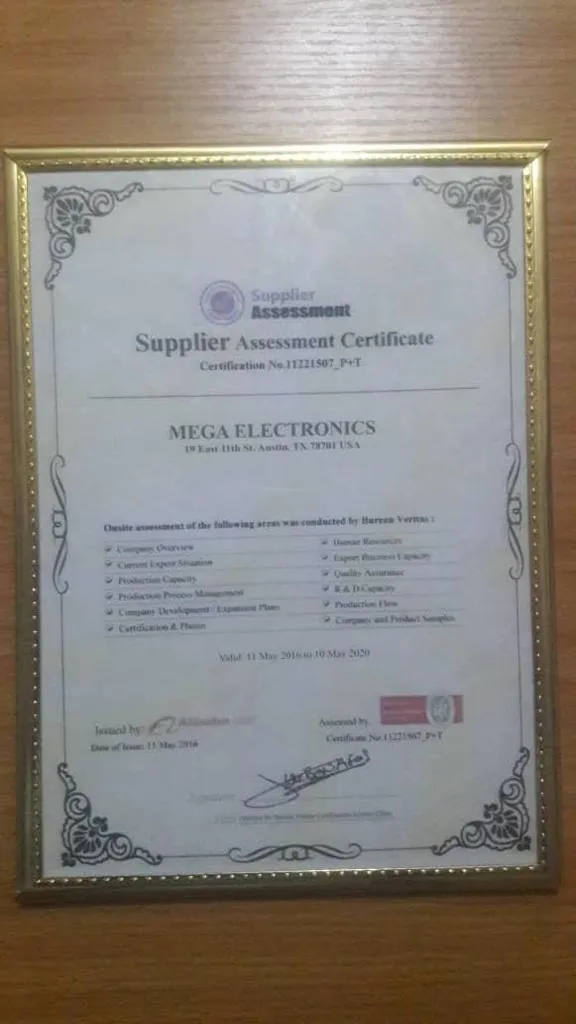 Supplier
Assessment
Supplier Assessment Certificate
Certification No.11221507_P+T
MEGA ELECTRONICS
19 East 11th St. Austin, TX 78701 USA
Onsite assessment of the following areas was conducted by Bureau Veritas :
Company Overview
Current Export Situation
Production Capacity
Production Process Management
Company Development / Expansion Plans
Certification & Photos
Human Resources
Export Business Capacity
Quality Assurance
R & D Capacity
Production Flow
Company and Product Samples
Valid: 11 May 2016 to 10 May 2020
Issued by:
Alibaba.com
Date of Issue: 11 May 2016
Assessed by
Certificate No.11221507_P+T